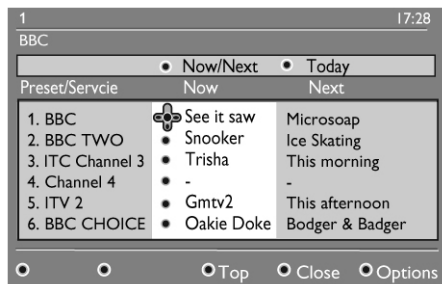 1 17:28
BBC
Now/Next Today
Preset/Servcie Now Next
1. BBC See it saw Microsoap
2. BBC TWO Snooker Ice Skating
3. ITC Channel 3 Trisha This morning
4. Channel 4 - -
5. ITV 2 Gmtv2 This afternoon
6. BBC CHOICE Oakie Doke Bodger & Badger
Top Close Options